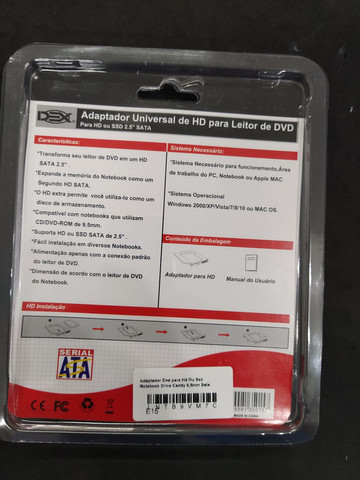 DEX
Adaptador Universal de HD para Leitor de DVD
Para HD ou SSD 2.5" SATA
Características:
*Transforma seu leitor de DVD em um HD
SATA 2.5".
*Expande a memória do Notebook como um
Segundo HD SATA.
*O HD extra permite você utiliza-lo como um
disco de armazenamento.
*Compatível com notebooks que utilizam
CD/DVD-ROM de 9.5mm.
*Suporta HD ou SSD SATA de 2.5".
*Fácil instalação em diversos Notebooks.
*Alimentação apenas com a conexão padrão
do leitor de DVD.
*Dimensão de acordo com o leitor de DVD
do Notebook.
Sistema Necessário:
*Sistema Necessário para funcionamento,Área
de trabalho do PC, Notebook ou Apple MAC
*Sistema Operacional
Windows 2000/XP/Vista/7/8/10 ou MAC OS.
Conteúdo da Embalagem
Adaptador para HD
Manual do Usuário
HD Instalação
SERIAL
ATA
Adaptador Dvd para Hd Ou Ssd
Notebook Drive Caddy 9,5mm Sata
E15
CE FC